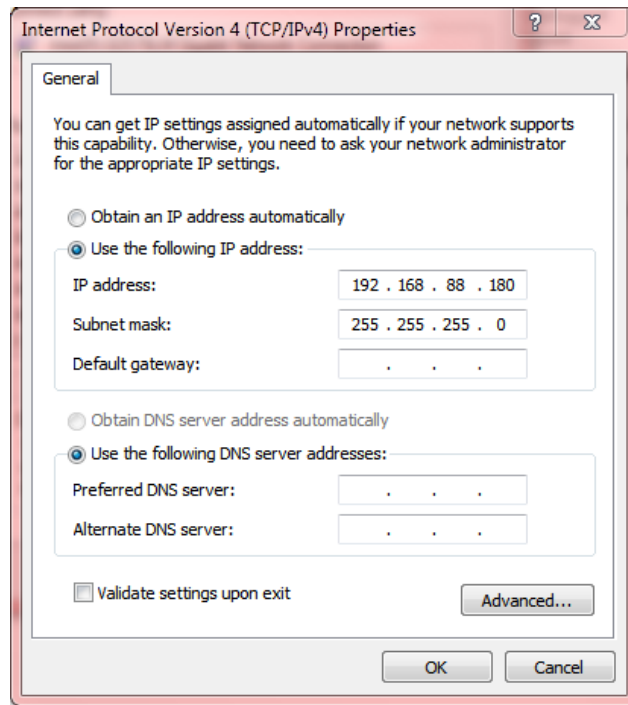 Internet Protocol Version 4 (TCP/IPv4) Properties
General
You can get IP settings assigned automatically if your network supports
this capability. Otherwise, you need to ask your network administrator
for the appropriate IP settings.
Obtain an IP address automatically
Use the following IP address:
IP address: 192 . 168 . 88 . 180
Subnet mask: 255 . 255 . 255 . 0
Default gateway: . . .
Obtain DNS server address automatically
Use the following DNS server addresses:
Preferred DNS server: . . .
Alternate DNS server: . . .
Validate settings upon exit
Advanced...
OK Cancel